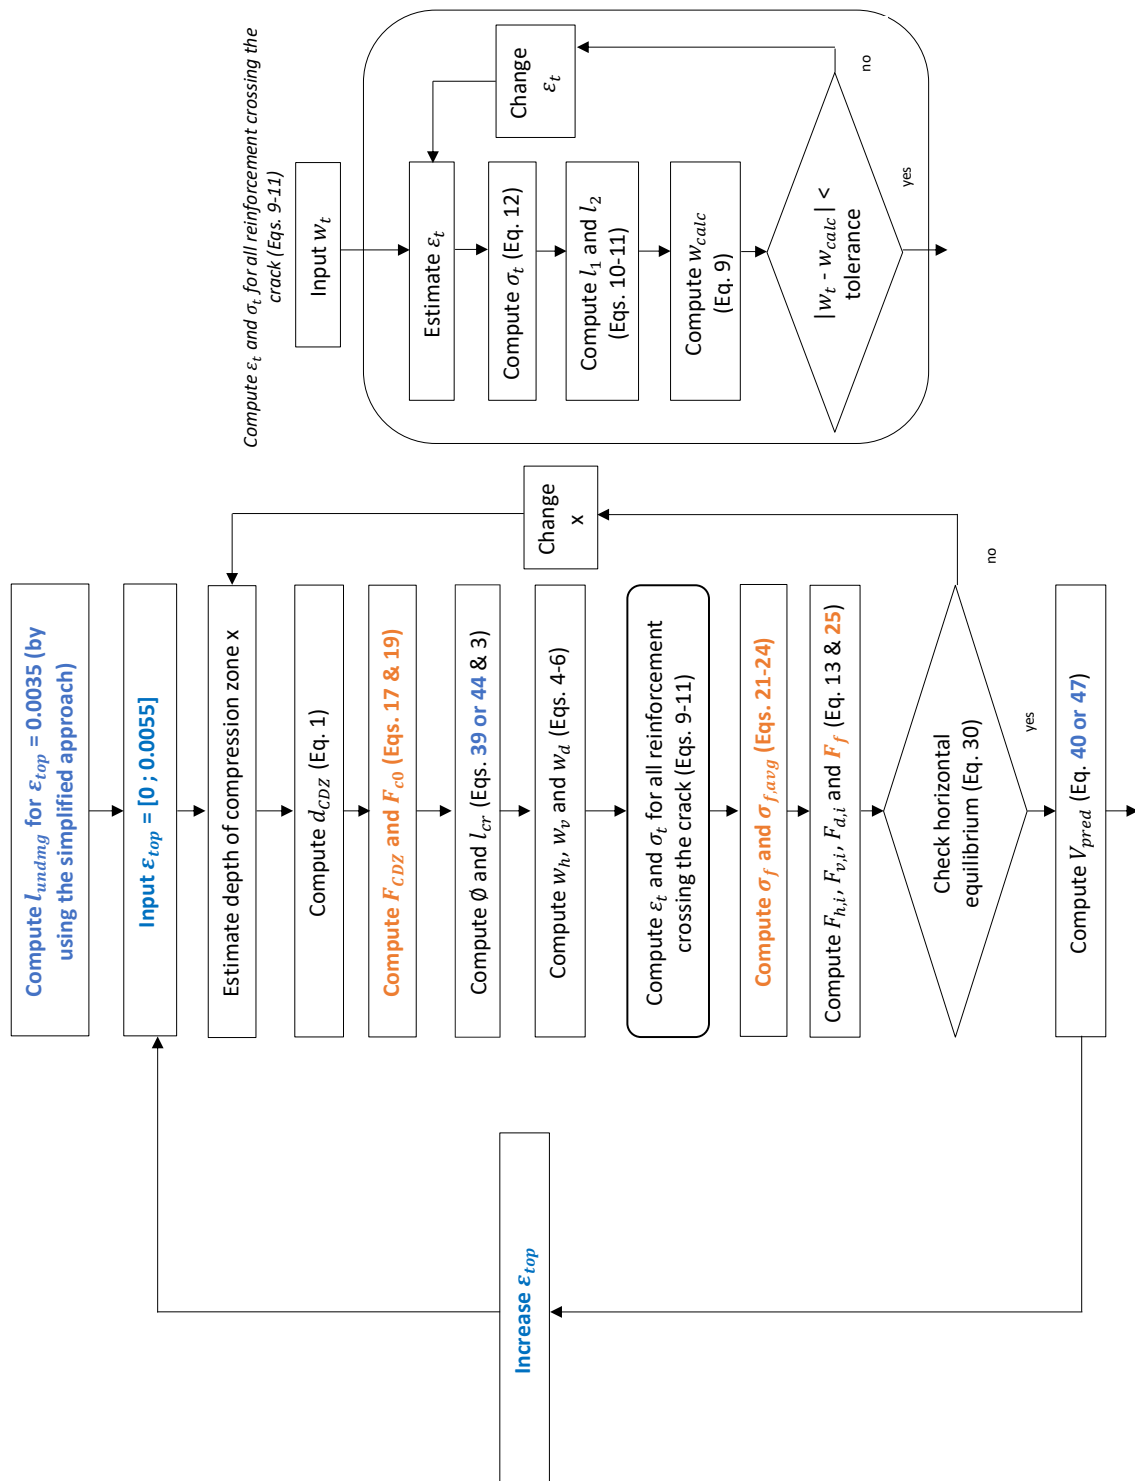 Compute l_undmg for ε_top = 0.0035 (by
using the simplified approach)
Input ε_top = [0 ; 0.0055]
Estimate depth of compression zone x
Compute d_CDZ (Eq. 1)
Compute F_CDZ and F_c0 (Eqs. 17 & 19)
Compute Ø and l_cr (Eqs. 39 or 44 & 3)
Compute w_h, w_v and w_d (Eqs. 4-6)
Compute ε_t and σ_t for all reinforcement
crossing the crack (Eqs. 9-11)
Compute σ_f and σ_f,avg (Eqs. 21-24)
Compute F_h,i, F_v,i, F_d,i and F_f (Eq. 13 & 25)
Check horizontal
equilibrium (Eq. 30)
no
Change
x
yes
Compute V_pred (Eq. 40 or 47)
Increase ε_top
Compute ε_t and σ_t for all reinforcement crossing the
crack (Eqs. 9-11)
Input w_t
Estimate ε_t
Compute σ_t (Eq. 12)
Compute l_1 and l_2
(Eqs. 10-11)
Compute w_calc
(Eq. 9)
|w_t - w_calc| <
tolerance
no
Change
ε_t
yes